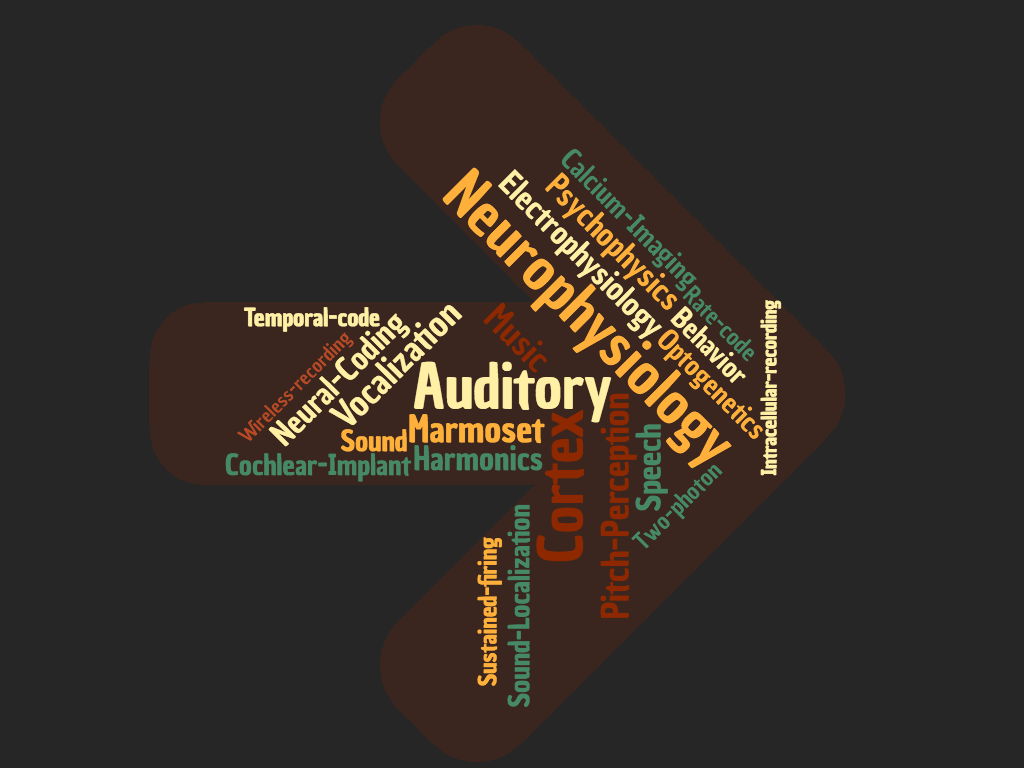 Calcium-Imaging
Psychophysics
Electrophysiology
Neurophysiology
Rate-code
Behavior
Optogenetics
Intracellular-recording
Temporal-code
Wireless-recording
Neural-Coding
Vocalization
Music
Auditory
Sound
Marmoset
Cochlear-Implant
Harmonics
Cortex
Pitch-Perception
Speech
Two-photon
Sustained-firing
Sound-Localization